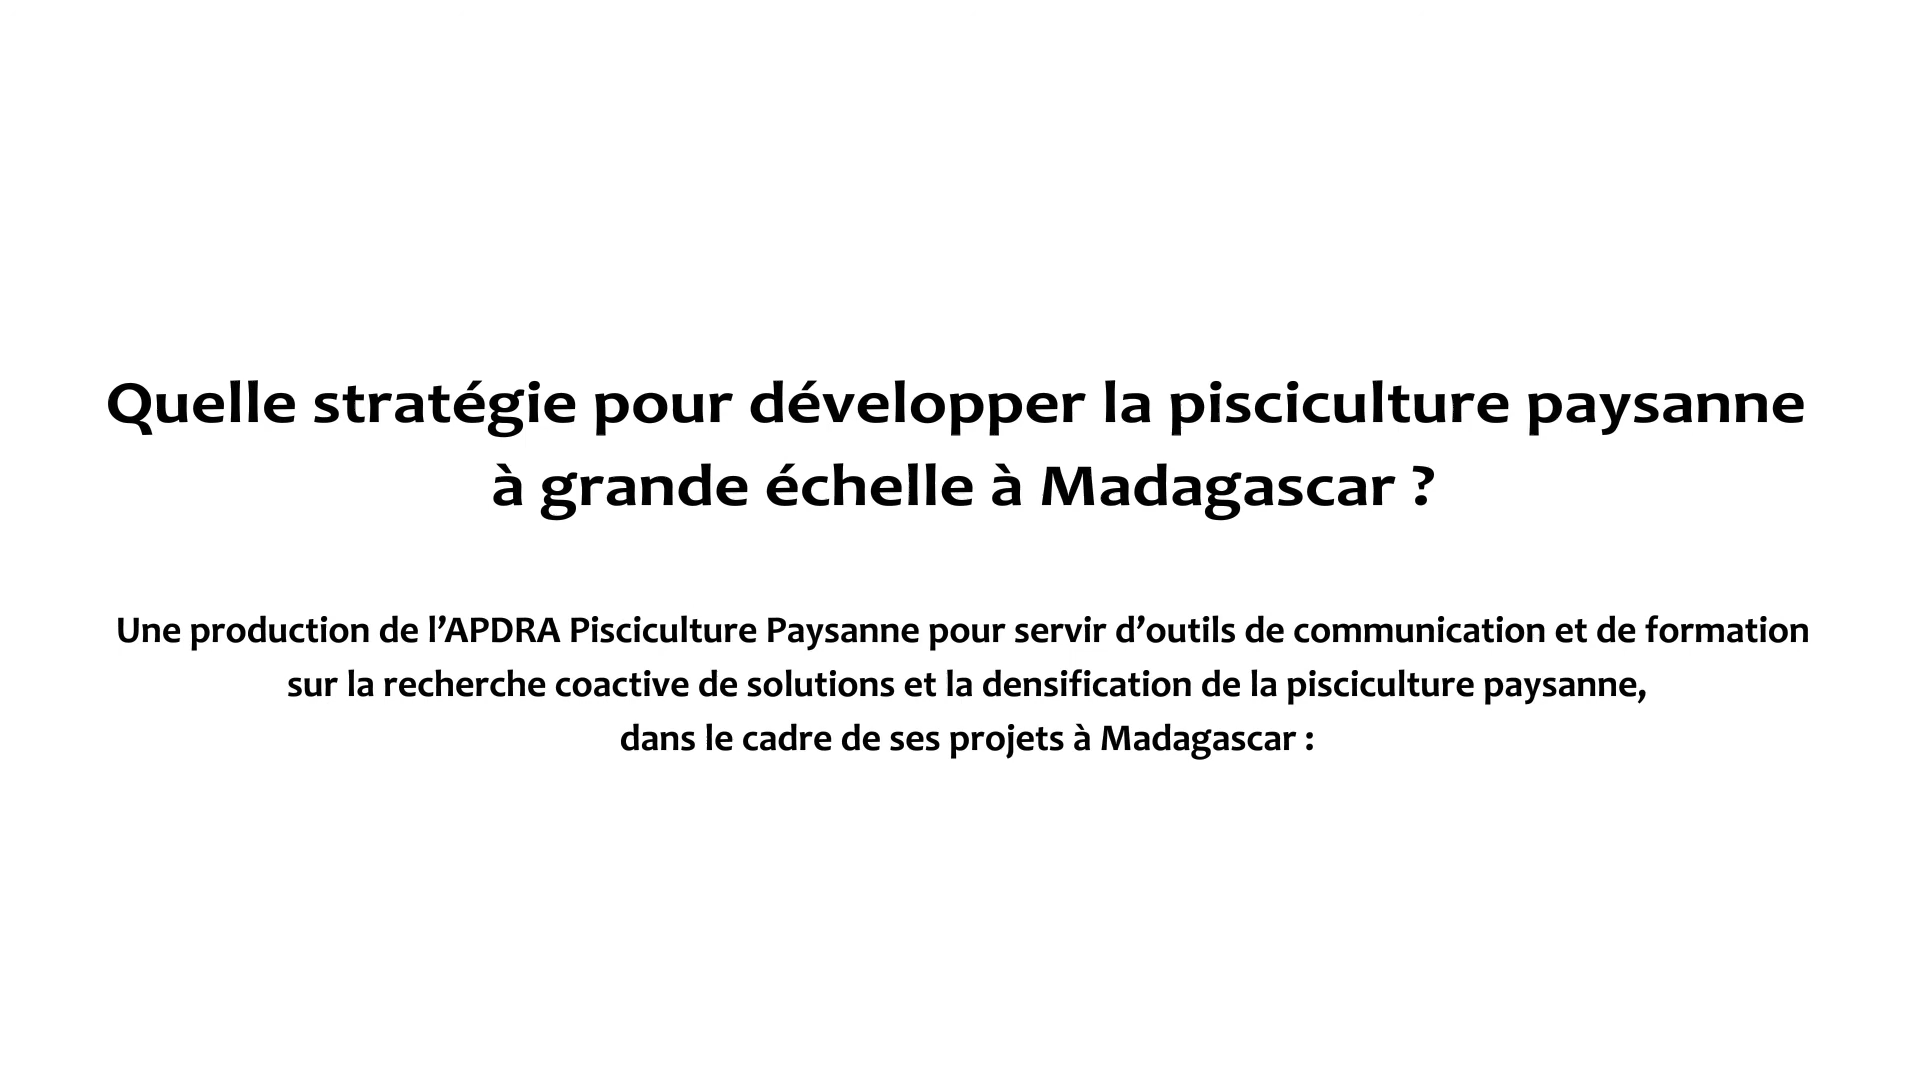 Quelle stratégie pour développer la pisciculture paysanne
à grande échelle à Madagascar ?
Une production de l’APDRA Pisciculture Paysanne pour servir d’outils de communication et de formation
sur la recherche coactive de solutions et la densification de la pisciculture paysanne,
dans le cadre de ses projets à Madagascar :